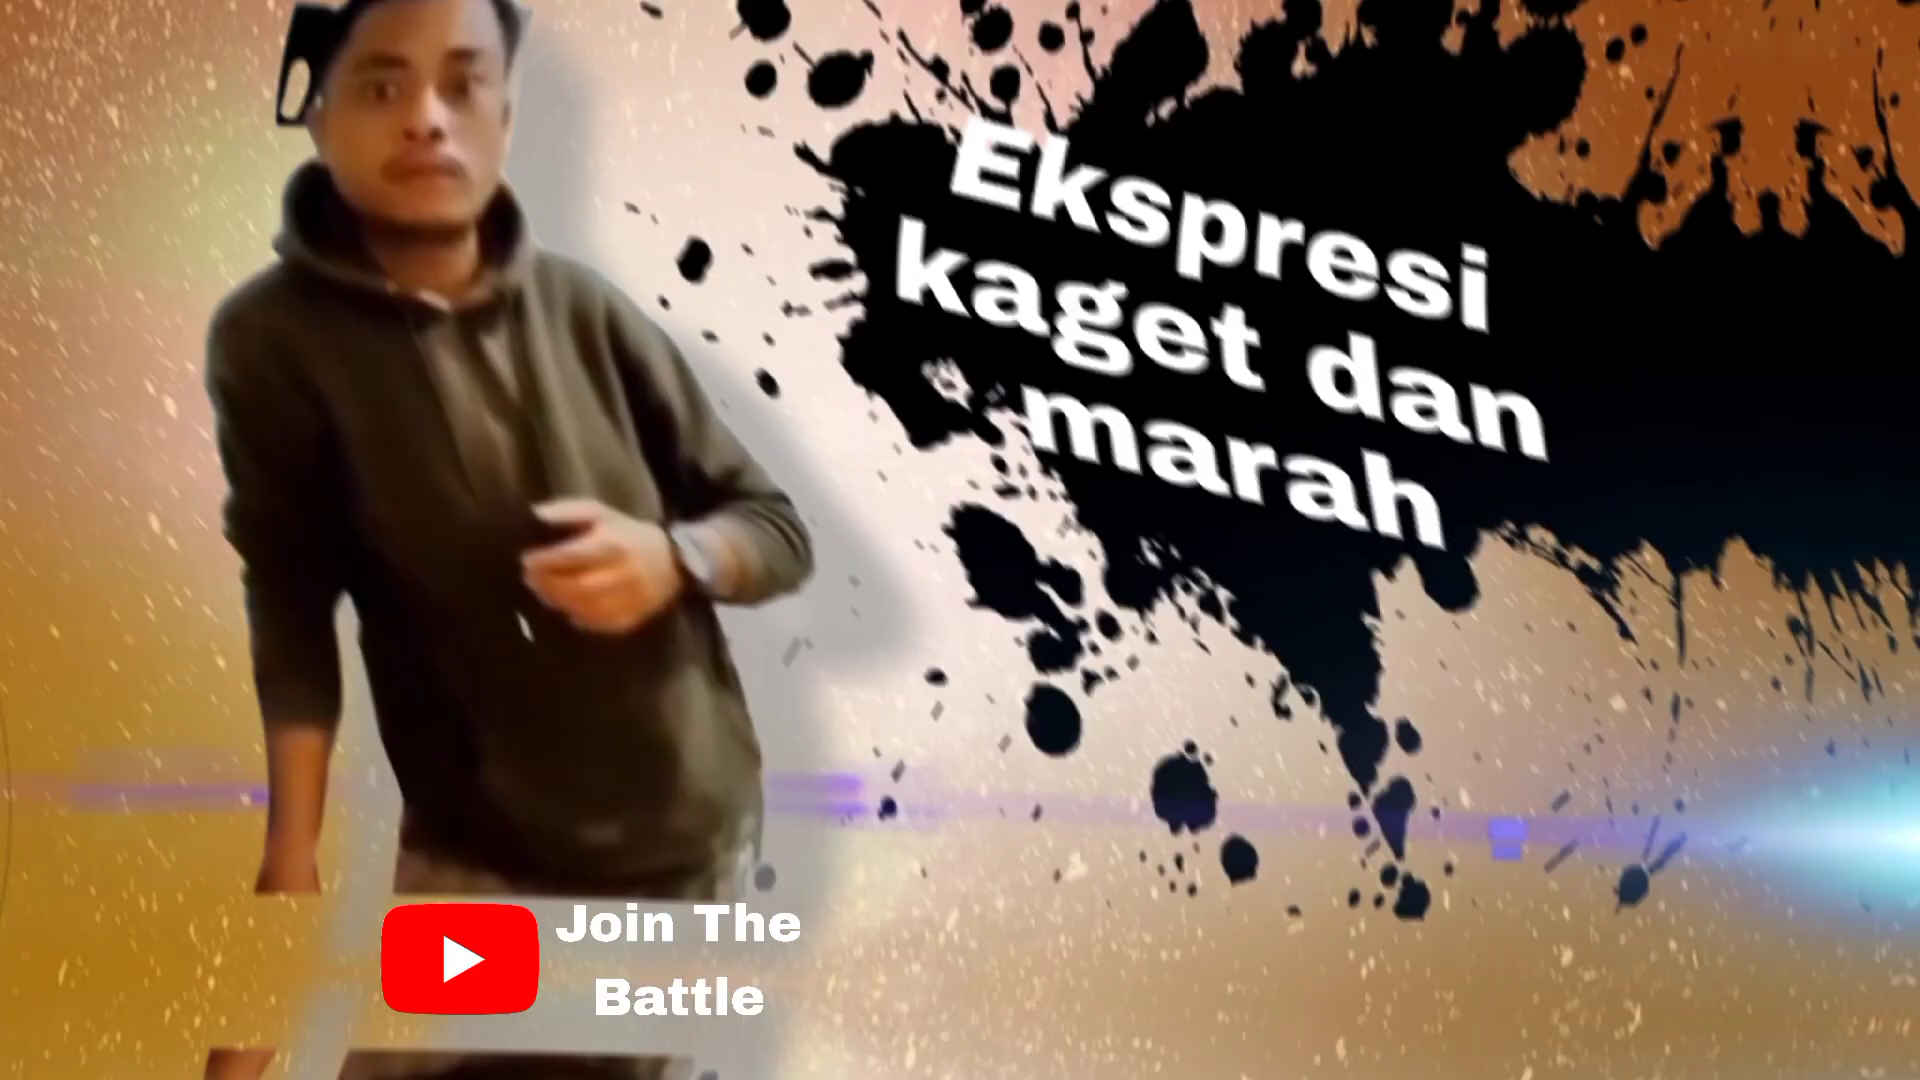 Ekspresi
kaget dan
marah
Join The
Battle